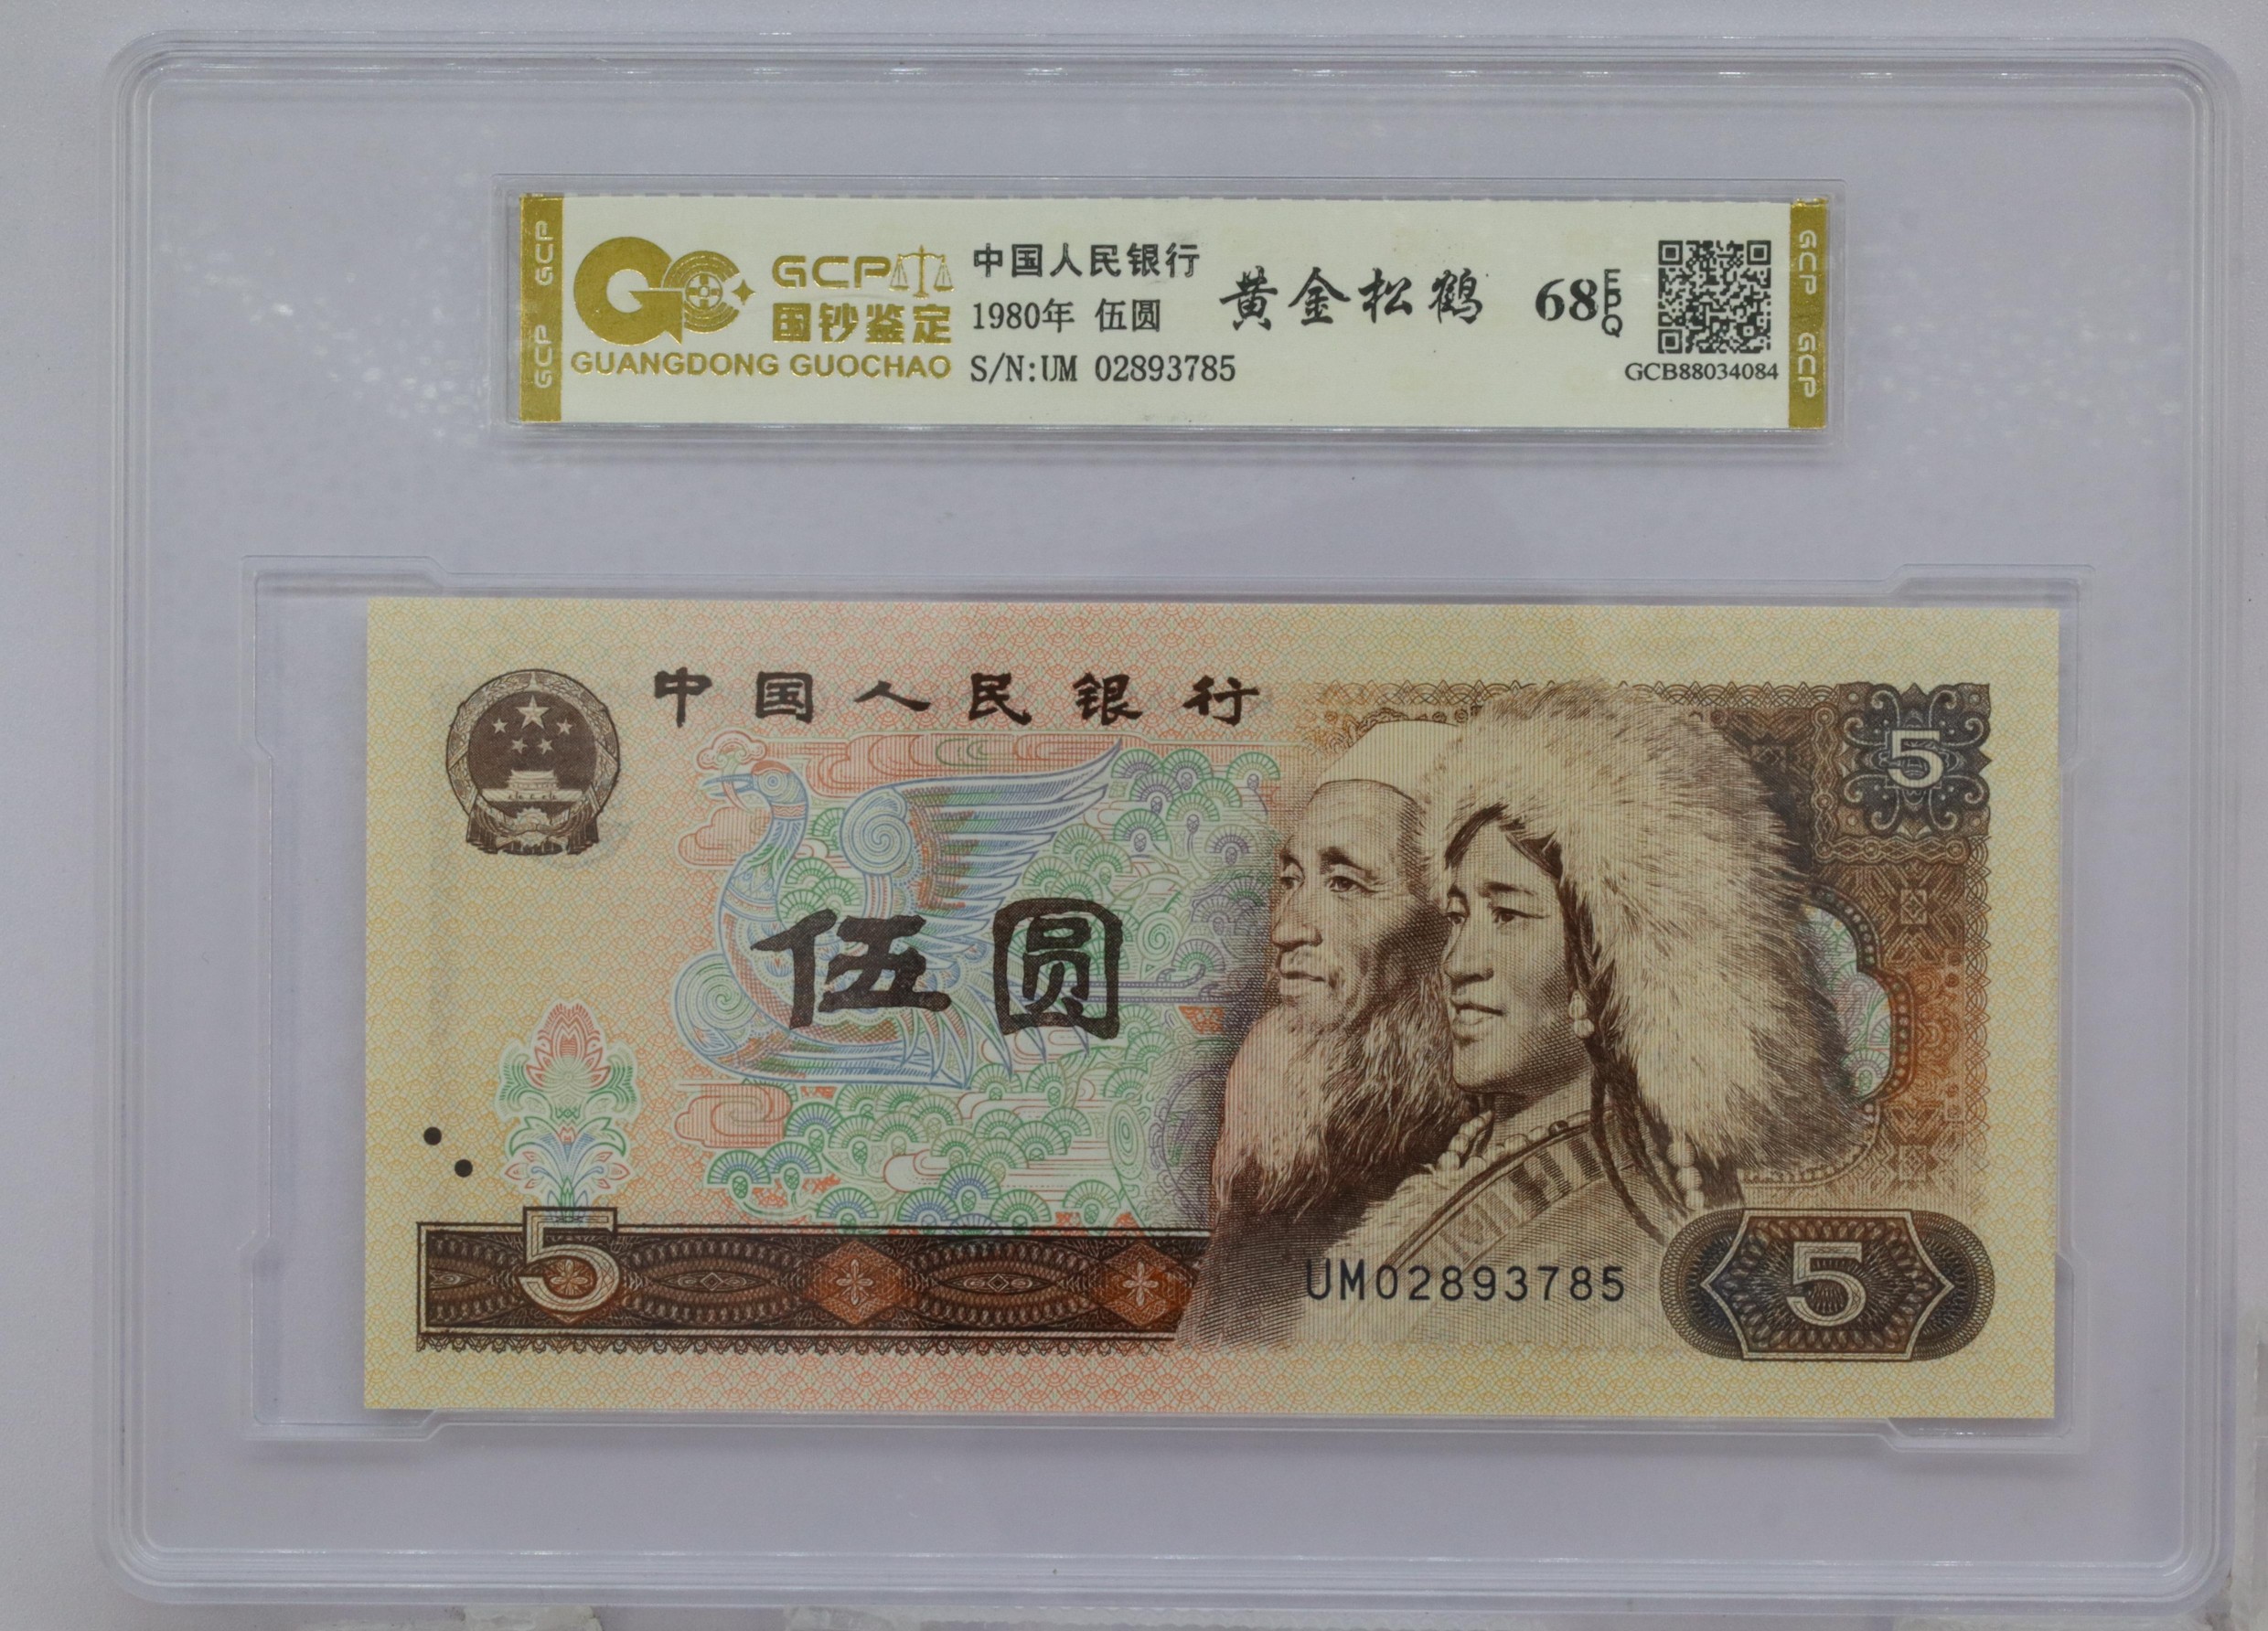 GCP GCP
GCP
国钞鉴定
GUANGDONG GUOCHAO
中国人民银行
1980年 伍圆
S/N:UM 02893785
黄金松鹤
68 EPQ
GCB88034084
GCP GCP
中国人民银行
5
伍圆
5
UM02893785
5